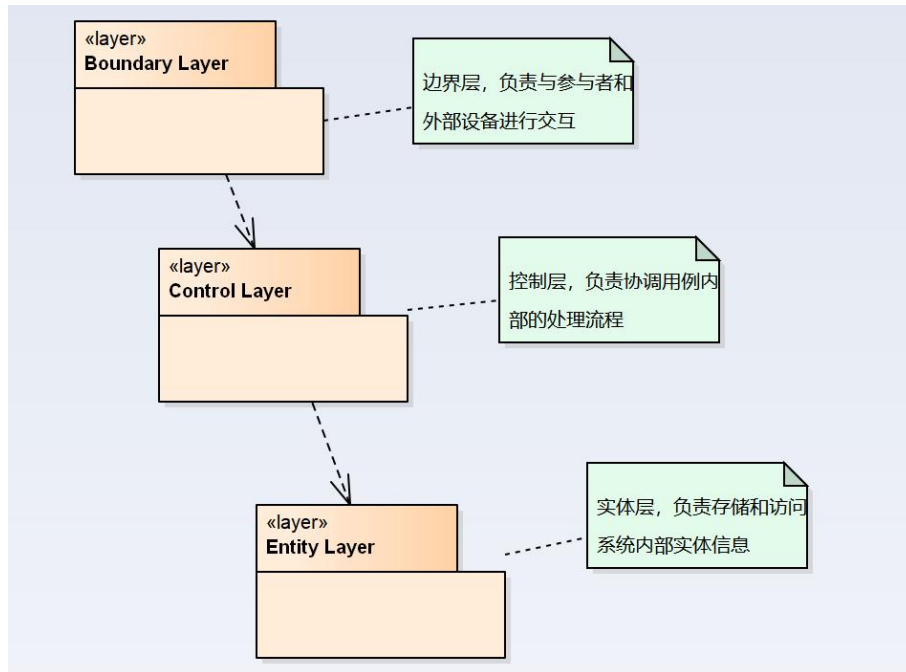 «layer»
Boundary Layer
边界层，负责与参与者和
外部设备进行交互
«layer»
Control Layer
控制层，负责协调用例内
部的处理流程
«layer»
Entity Layer
实体层，负责存储和访问
系统内部实体信息